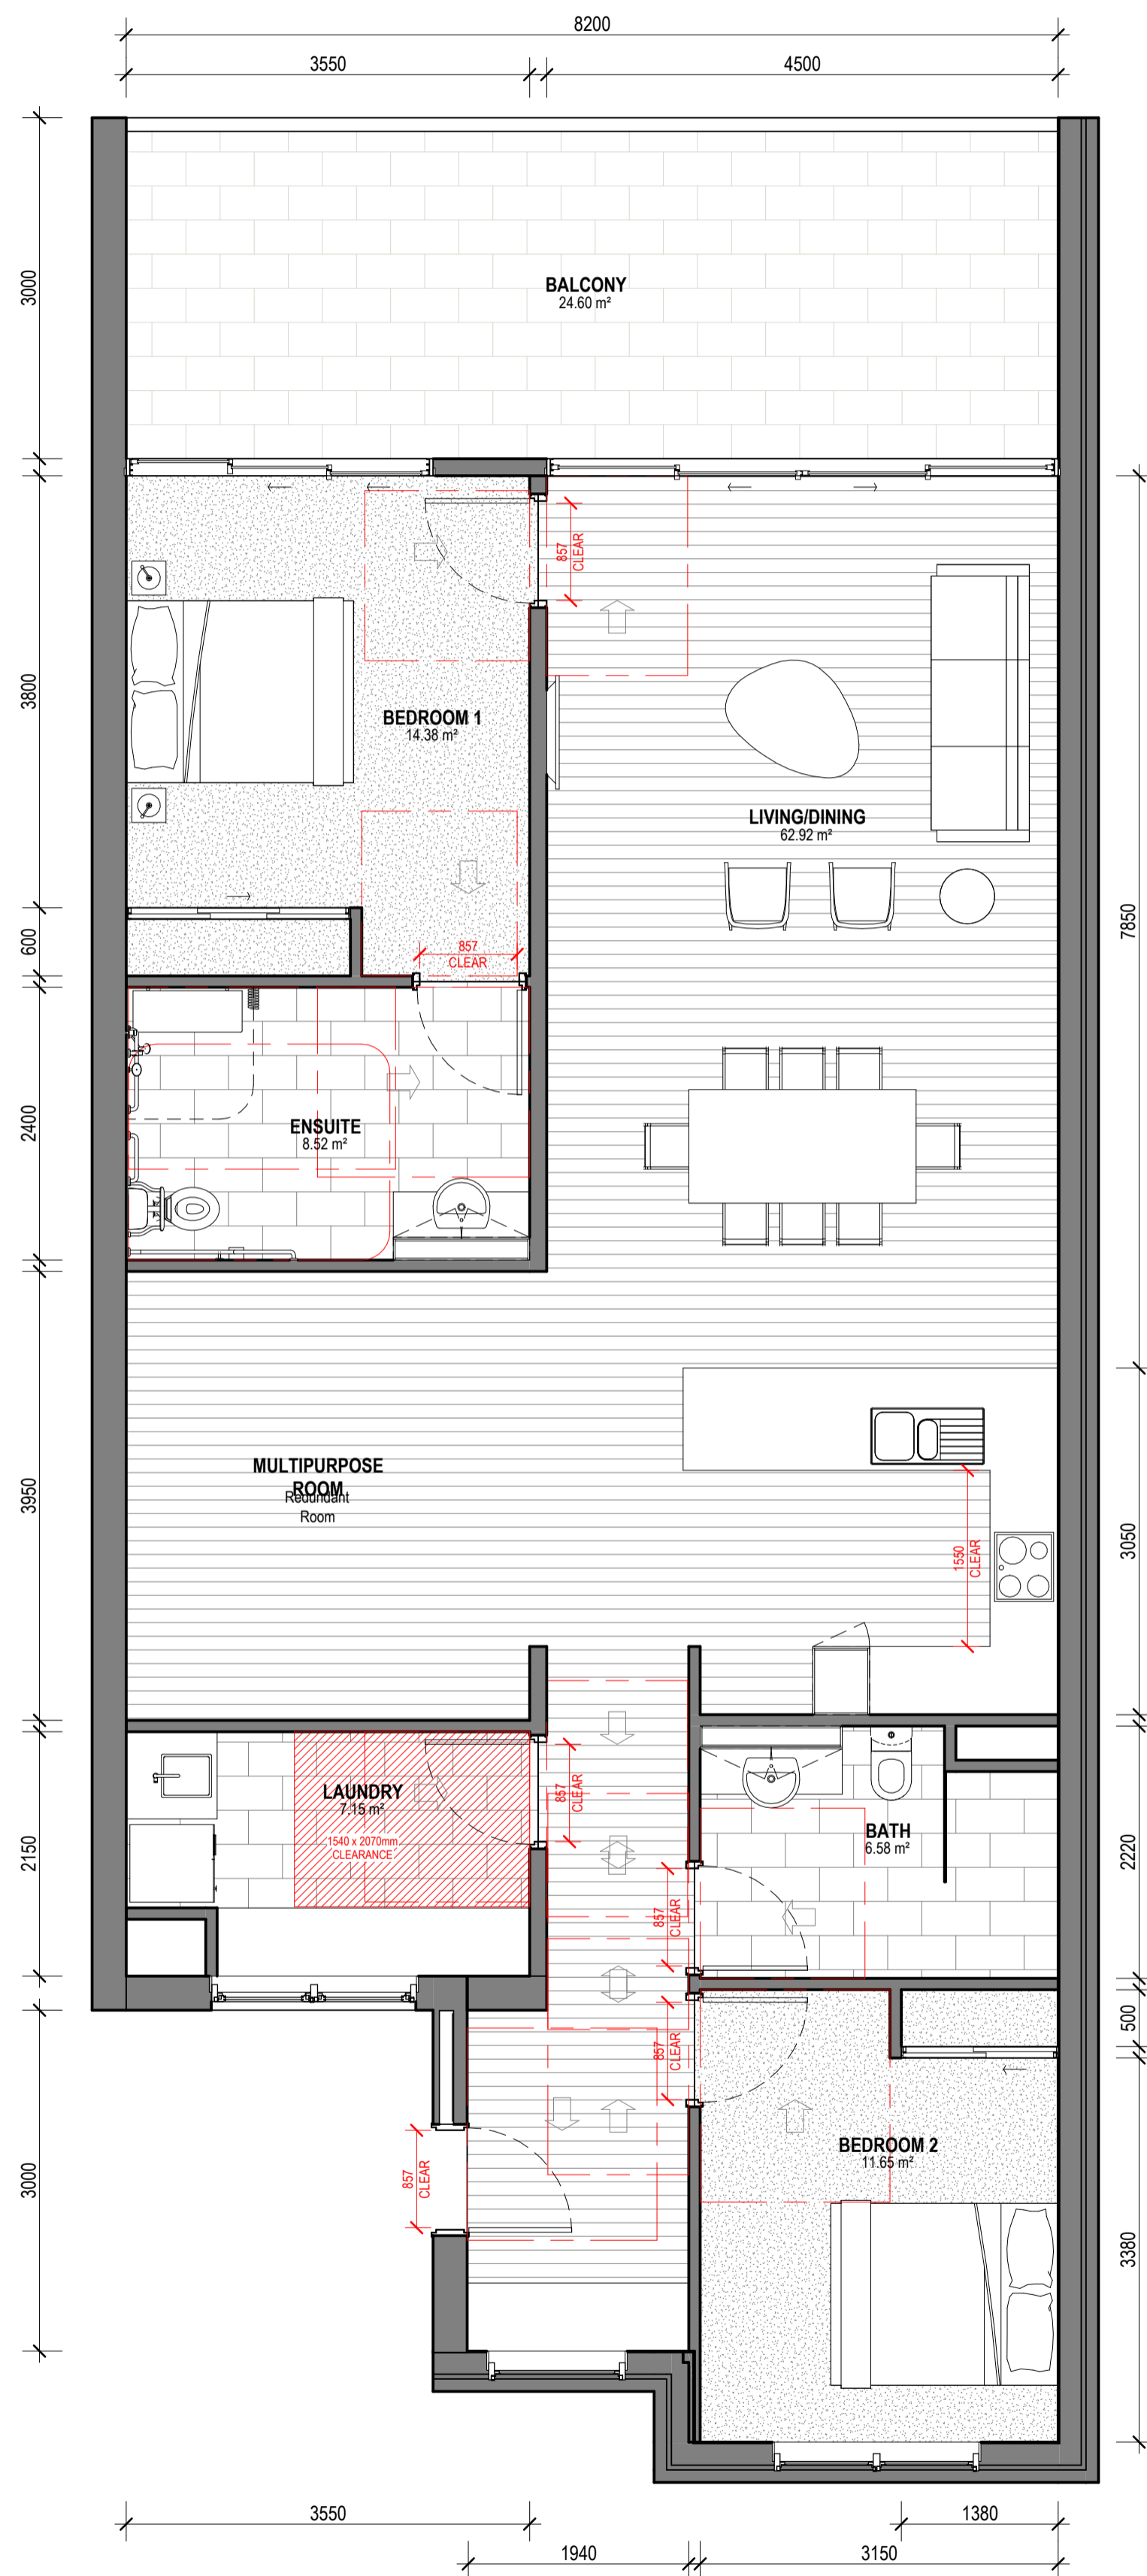 8200
3550
4500
3000
BALCONY
24.60 m²
857
CLEAR
3800
BEDROOM 1
14.38 m²
LIVING/DINING
62.92 m²
7850
600
857
CLEAR
2400
ENSUITE
8.52 m²
3950
MULTIPURPOSE
ROOM
Redundant
Room
1550
CLEAR
3050
2150
LAUNDRY
7.15 m²
1540 x 2070mm
CLEARANCE
857
CLEAR
BATH
6.58 m²
2220
857
CLEAR
500
857
CLEAR
3000
857
CLEAR
BEDROOM 2
11.65 m²
3380
3550
1380
1940
3150